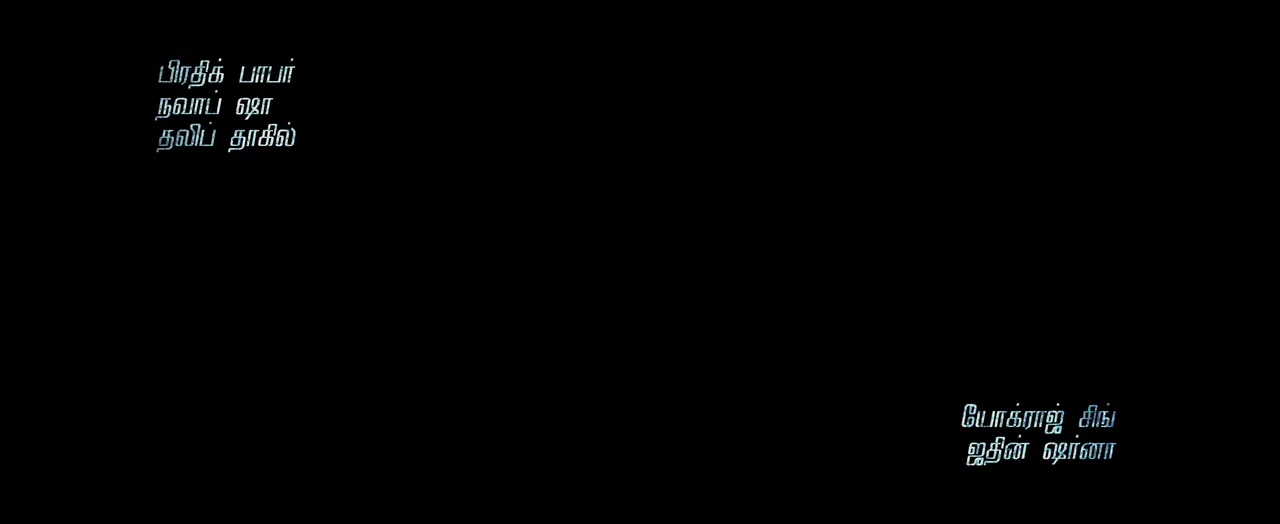 பிரதிக் பாபர்
நவாப் ஷா
தலிப் தாகில்
யோக்ராஜ் சிங்
ஜதின் ஷர்னா